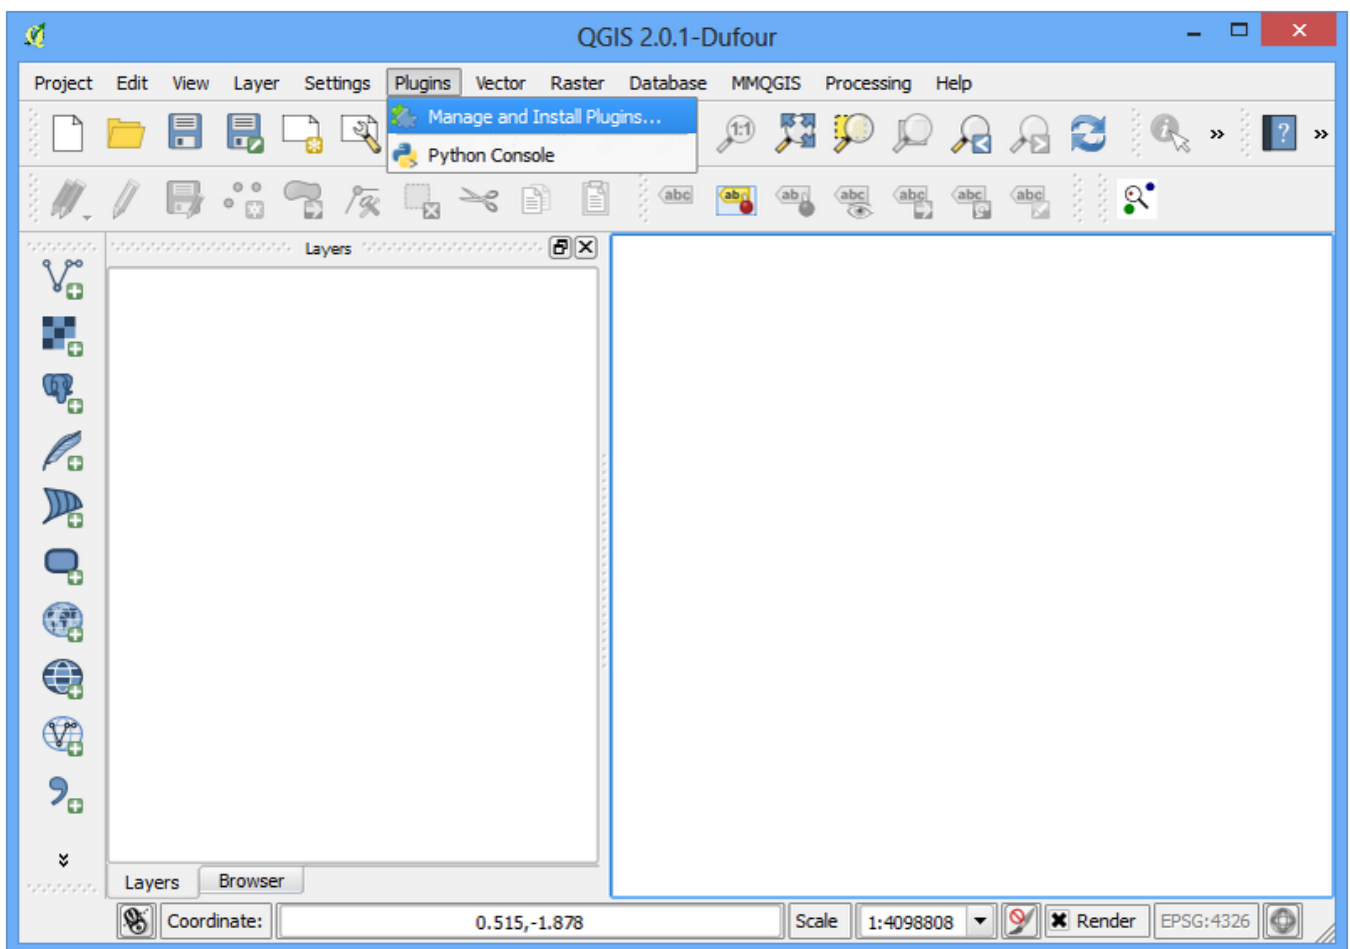 QGIS 2.0.1-Dufour
Project Edit View Layer Settings Plugins Vector Raster Database MMQGIS Processing Help
Manage and Install Plugins...
1:1
» ? »
Python Console
abc ab ab abc abc abc abc
Layers
Layers Browser
Coordinate: 0.515,-1.878 Scale 1:4098808 Render EPSG:4326